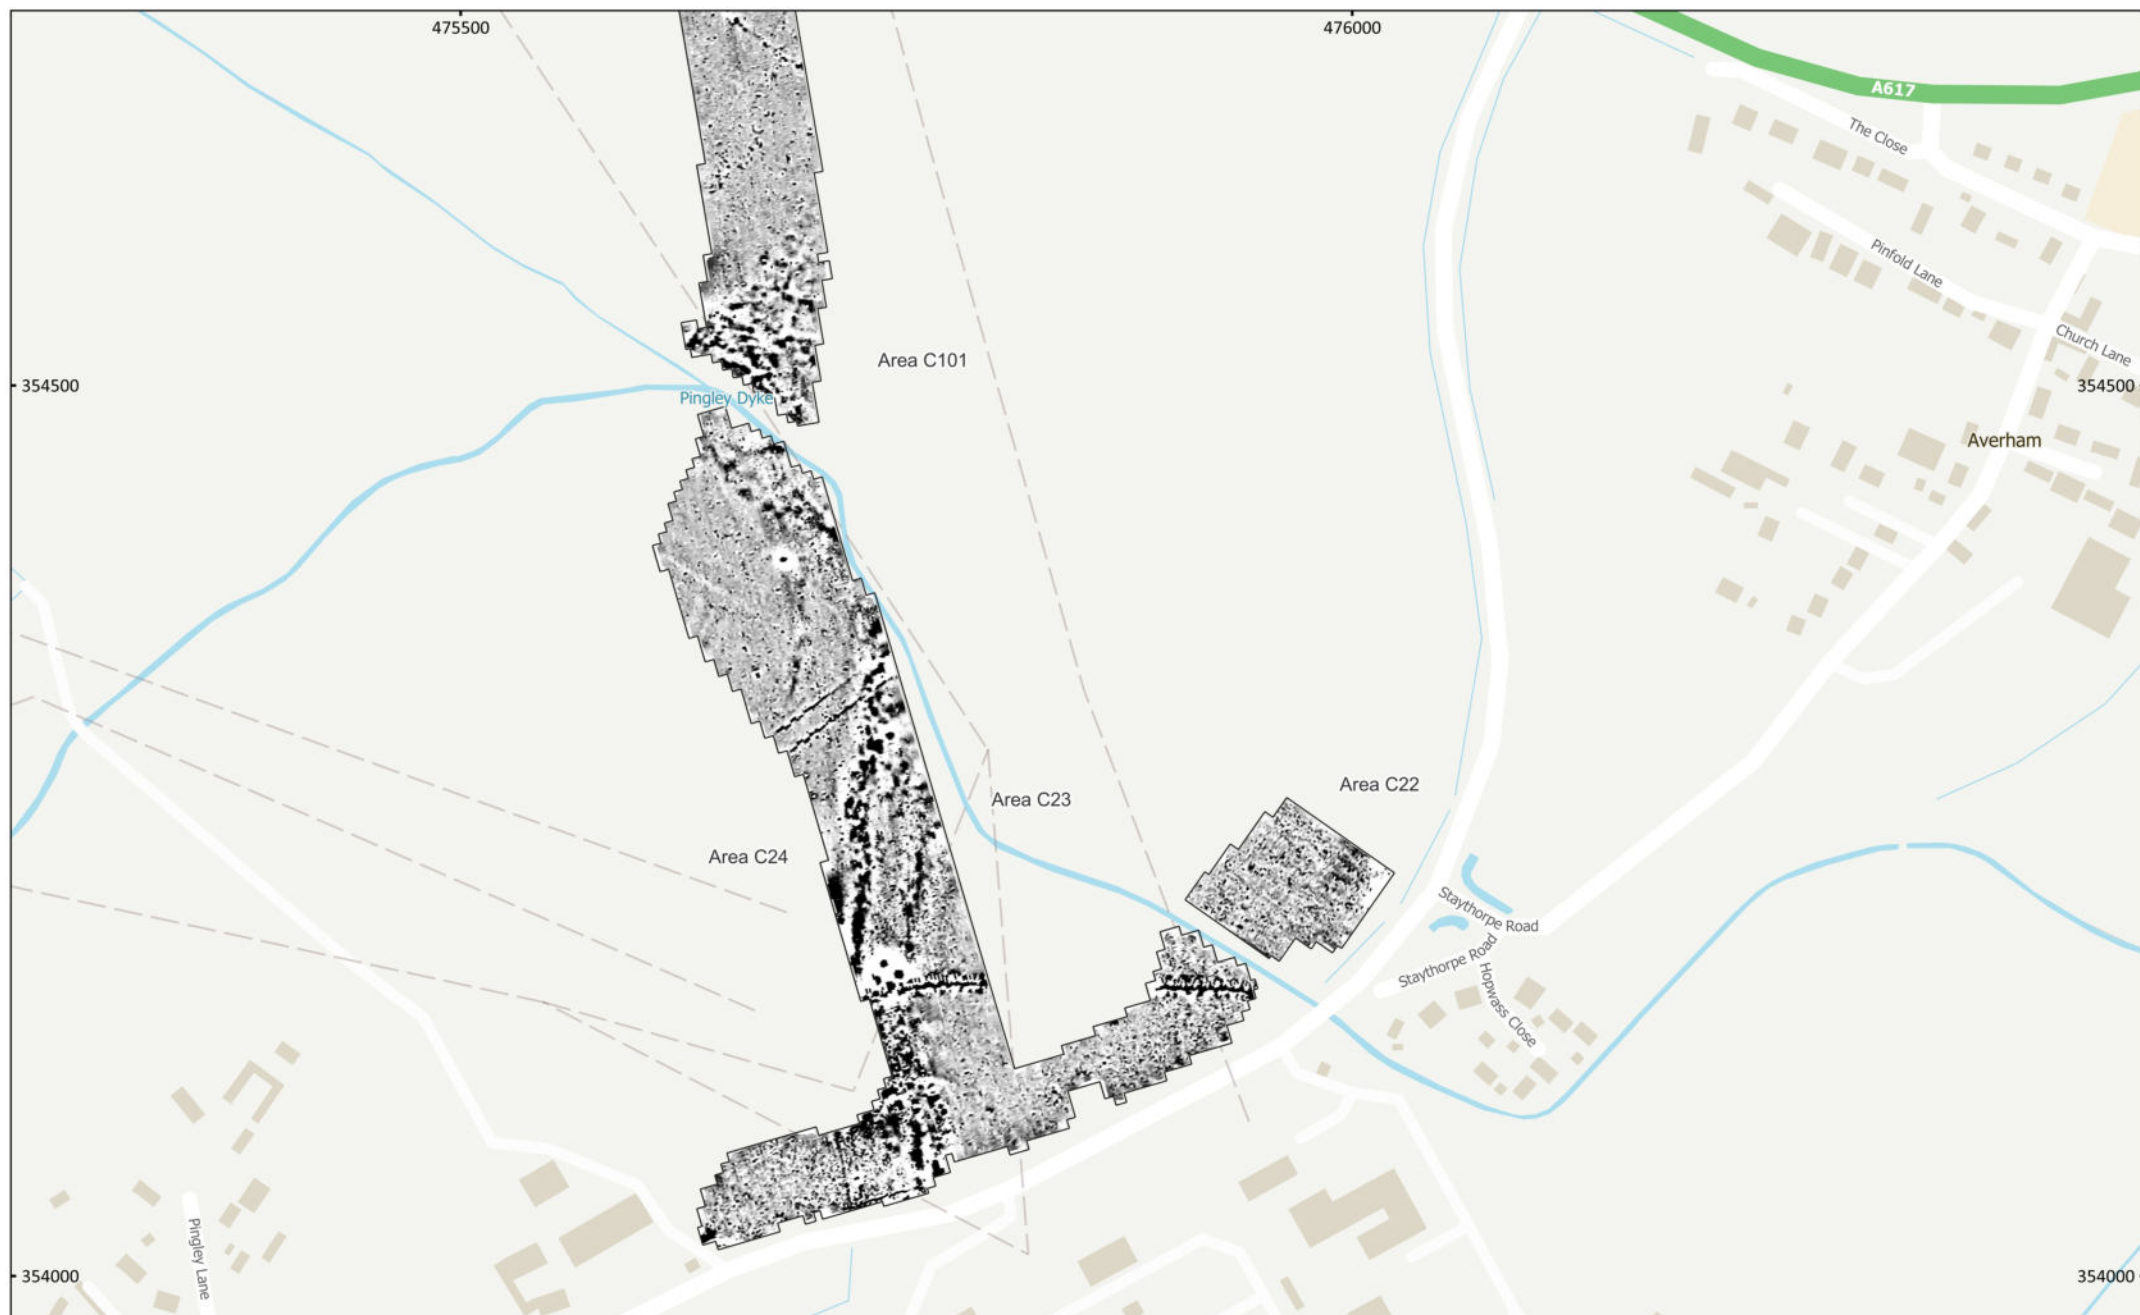 475500
476000
A617
The Close
Pinfold Lane
Church Lane
Area C101
354500
354500
Pingley Dyke
Averham
Area C22
Area C23
Area C24
Staythorpe Road
Staythorpe Road
Hopwass Close
Pingley Lane
354000
354000